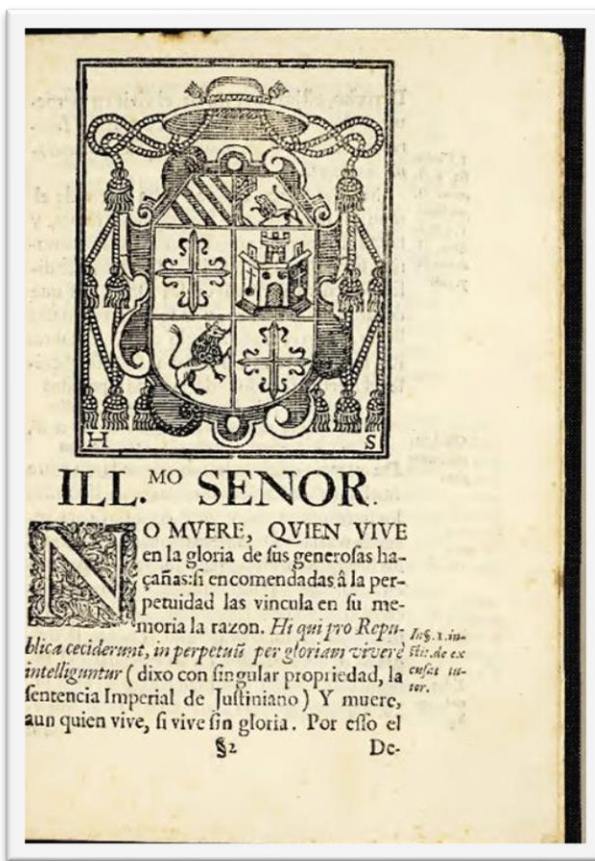 H S
ILL.MO SENOR.
NO MVERE, QVIEN VIVE
en la gloria de ſus generoſas ha-
çañas: ſi encomendadas â la per-
petuidad las vincula en ſu me-
moria la razon. Hi qui pro Repu-
blica ceciderunt, in perpetuũ per gloriam vivere
intelliguntur (dixo con ſingular propriedad, la
ſentencia Imperial de Juſtiniano) Y muere,
aun quien vive, ſi vive ſin gloria. Por eſſo el
§2 De-
In §. 1. in-
ſtit. de ex
cuſat tu-
tor.